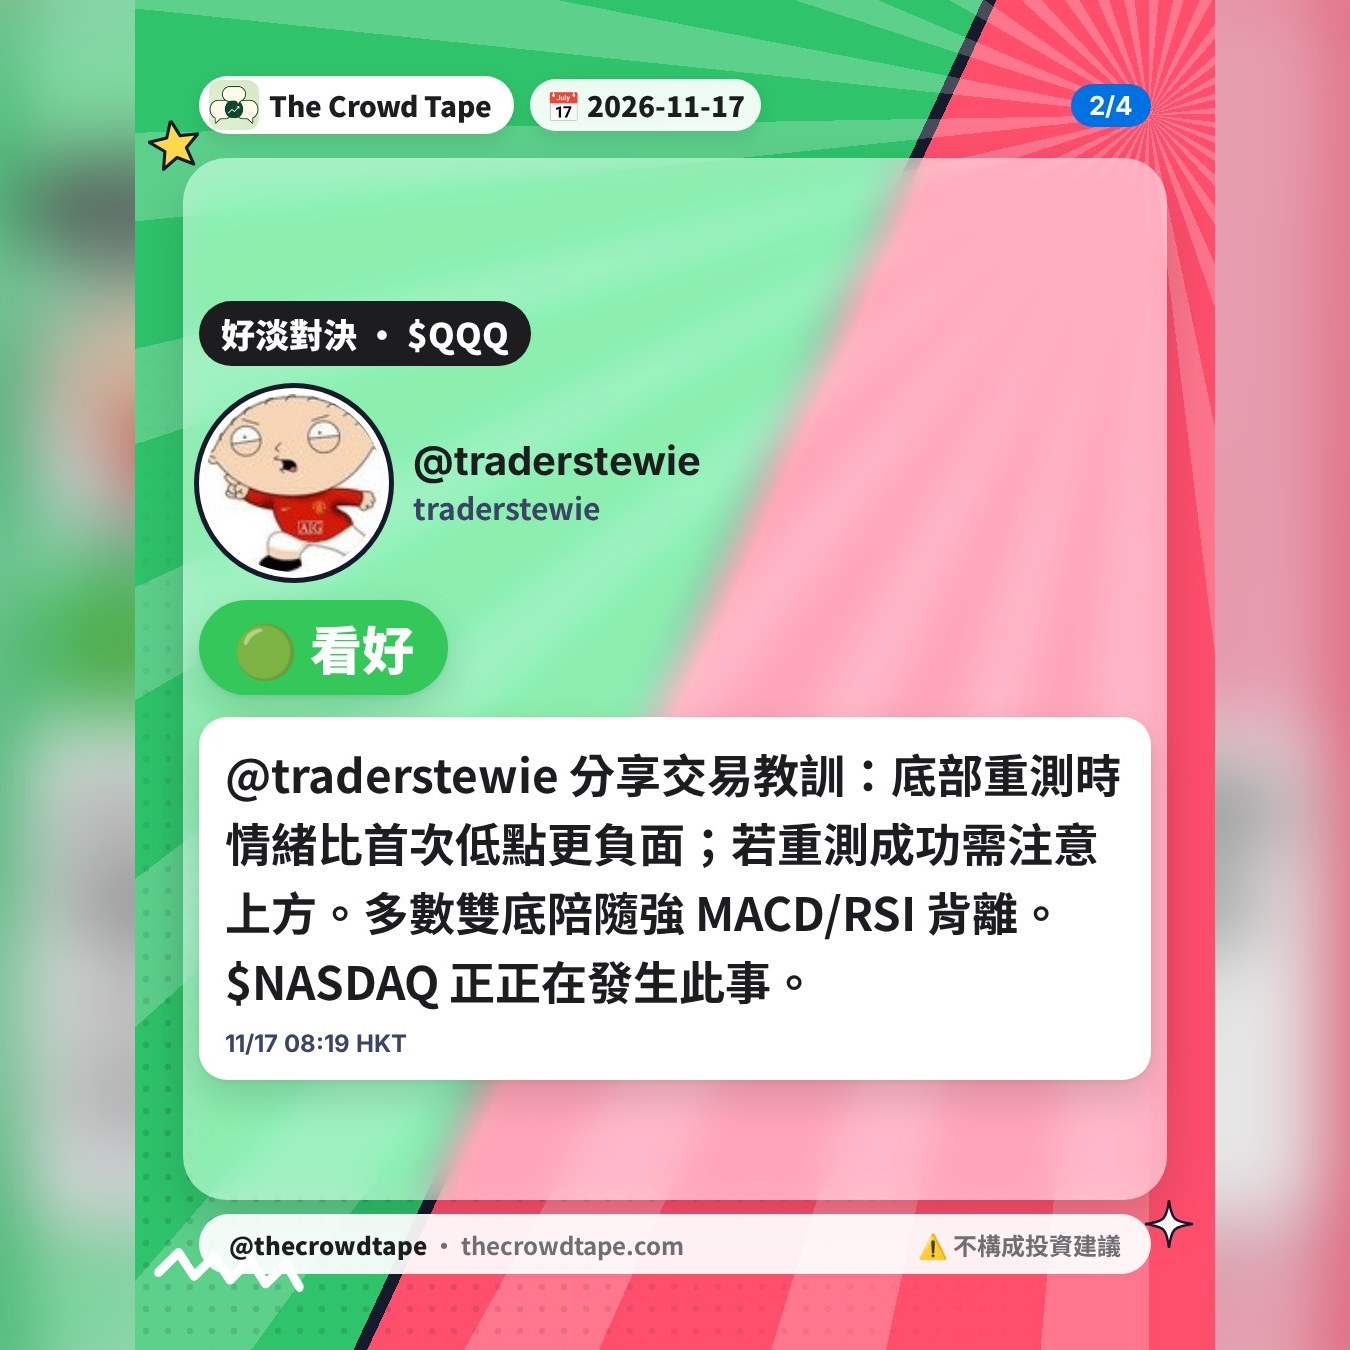 The Crowd Tape
July
17
2026-11-17
2/4
好淡對決 · $QQQ
AIG
@traderstewie
traderstewie
看好
@traderstewie 分享交易教訓：底部重測時
情緒比首次低點更負面；若重測成功需注意
上方。多數雙底陪隨強 MACD/RSI 背離。
$NASDAQ 正正在發生此事。
11/17 08:19 HKT
@thecrowdtape · thecrowdtape.com
不構成投資建議